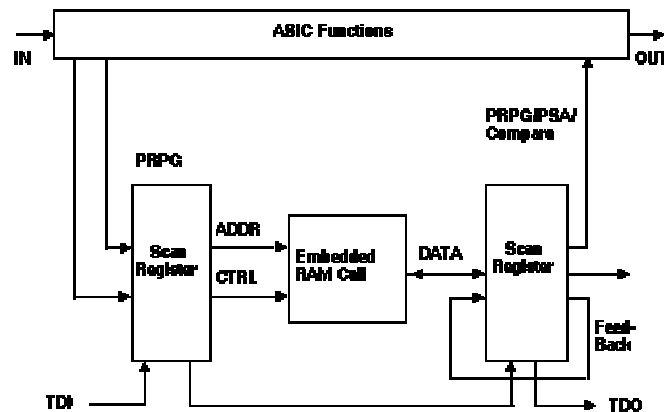 ASIC Functions
IN
OUT
PRPG/PSA/
Compare
PRPG
Scan
Register
ADDR
CTRL
Embedded
RAM Cell
DATA
Scan
Register
Feed-
Back
TDI
TDO